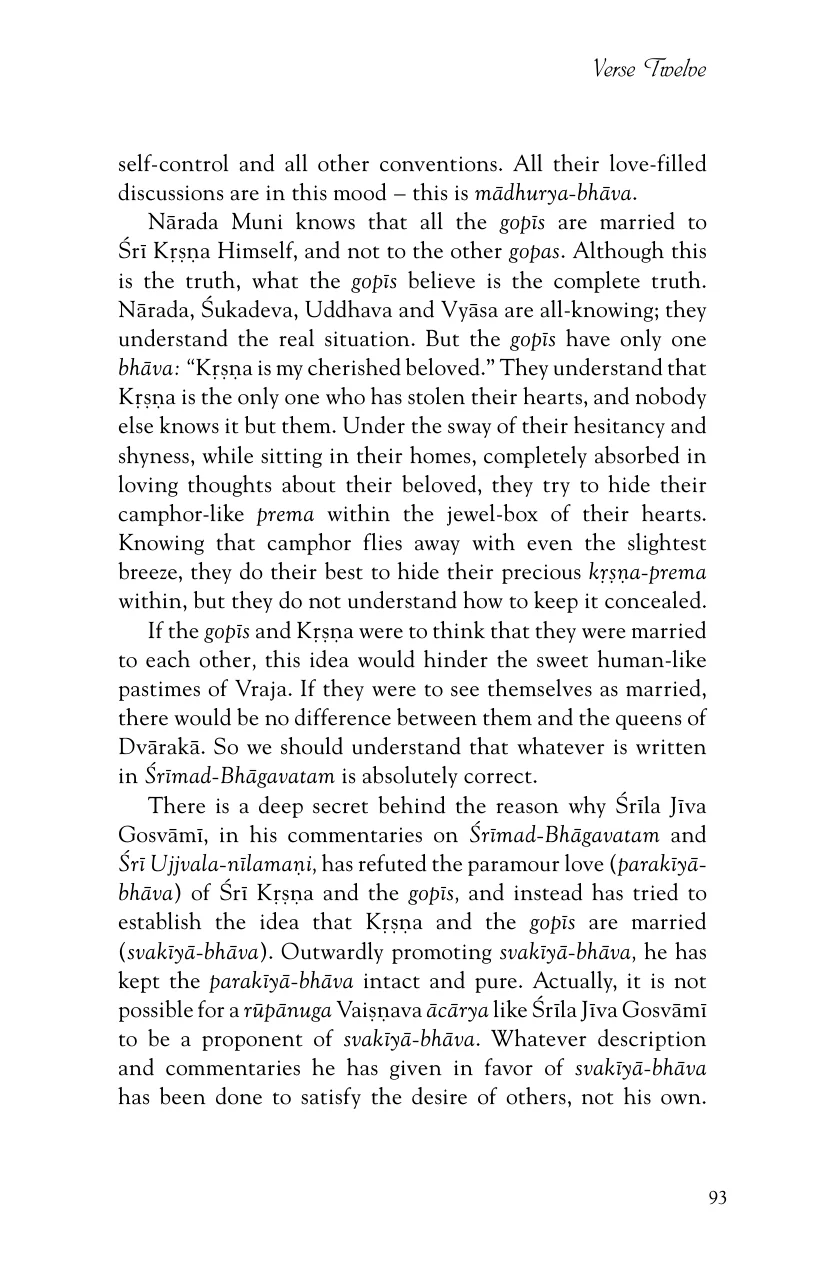 Verse Twelve
self-control and all other conventions. All their love-filled
discussions are in this mood – this is mādhurya-bhāva.
Nārada Muni knows that all the gopīs are married to
Śrī Kṛṣṇa Himself, and not to the other gopas. Although this
is the truth, what the gopīs believe is the complete truth.
Nārada, Śukadeva, Uddhava and Vyāsa are all-knowing; they
understand the real situation. But the gopīs have only one
bhāva: “Kṛṣṇa is my cherished beloved.” They understand that
Kṛṣṇa is the only one who has stolen their hearts, and nobody
else knows it but them. Under the sway of their hesitancy and
shyness, while sitting in their homes, completely absorbed in
loving thoughts about their beloved, they try to hide their
camphor-like prema within the jewel-box of their hearts.
Knowing that camphor flies away with even the slightest
breeze, they do their best to hide their precious kṛṣṇa-prema
within, but they do not understand how to keep it concealed.
If the gopīs and Kṛṣṇa were to think that they were married
to each other, this idea would hinder the sweet human-like
pastimes of Vraja. If they were to see themselves as married,
there would be no difference between them and the queens of
Dvārakā. So we should understand that whatever is written
in Śrīmad-Bhāgavatam is absolutely correct.
There is a deep secret behind the reason why Śrīla Jīva
Gosvāmī, in his commentaries on Śrīmad-Bhāgavatam and
Śrī Ujjvala-nīlamaṇi, has refuted the paramour love (parakīyā-
bhāva) of Śrī Kṛṣṇa and the gopīs, and instead has tried to
establish the idea that Kṛṣṇa and the gopīs are married
(svakīyā-bhāva). Outwardly promoting svakīyā-bhāva, he has
kept the parakīyā-bhāva intact and pure. Actually, it is not
possible for a rūpānuga Vaiṣṇava ācārya like Śrīla Jīva Gosvāmī
to be a proponent of svakīyā-bhāva. Whatever description
and commentaries he has given in favor of svakīyā-bhāva
has been done to satisfy the desire of others, not his own.
93